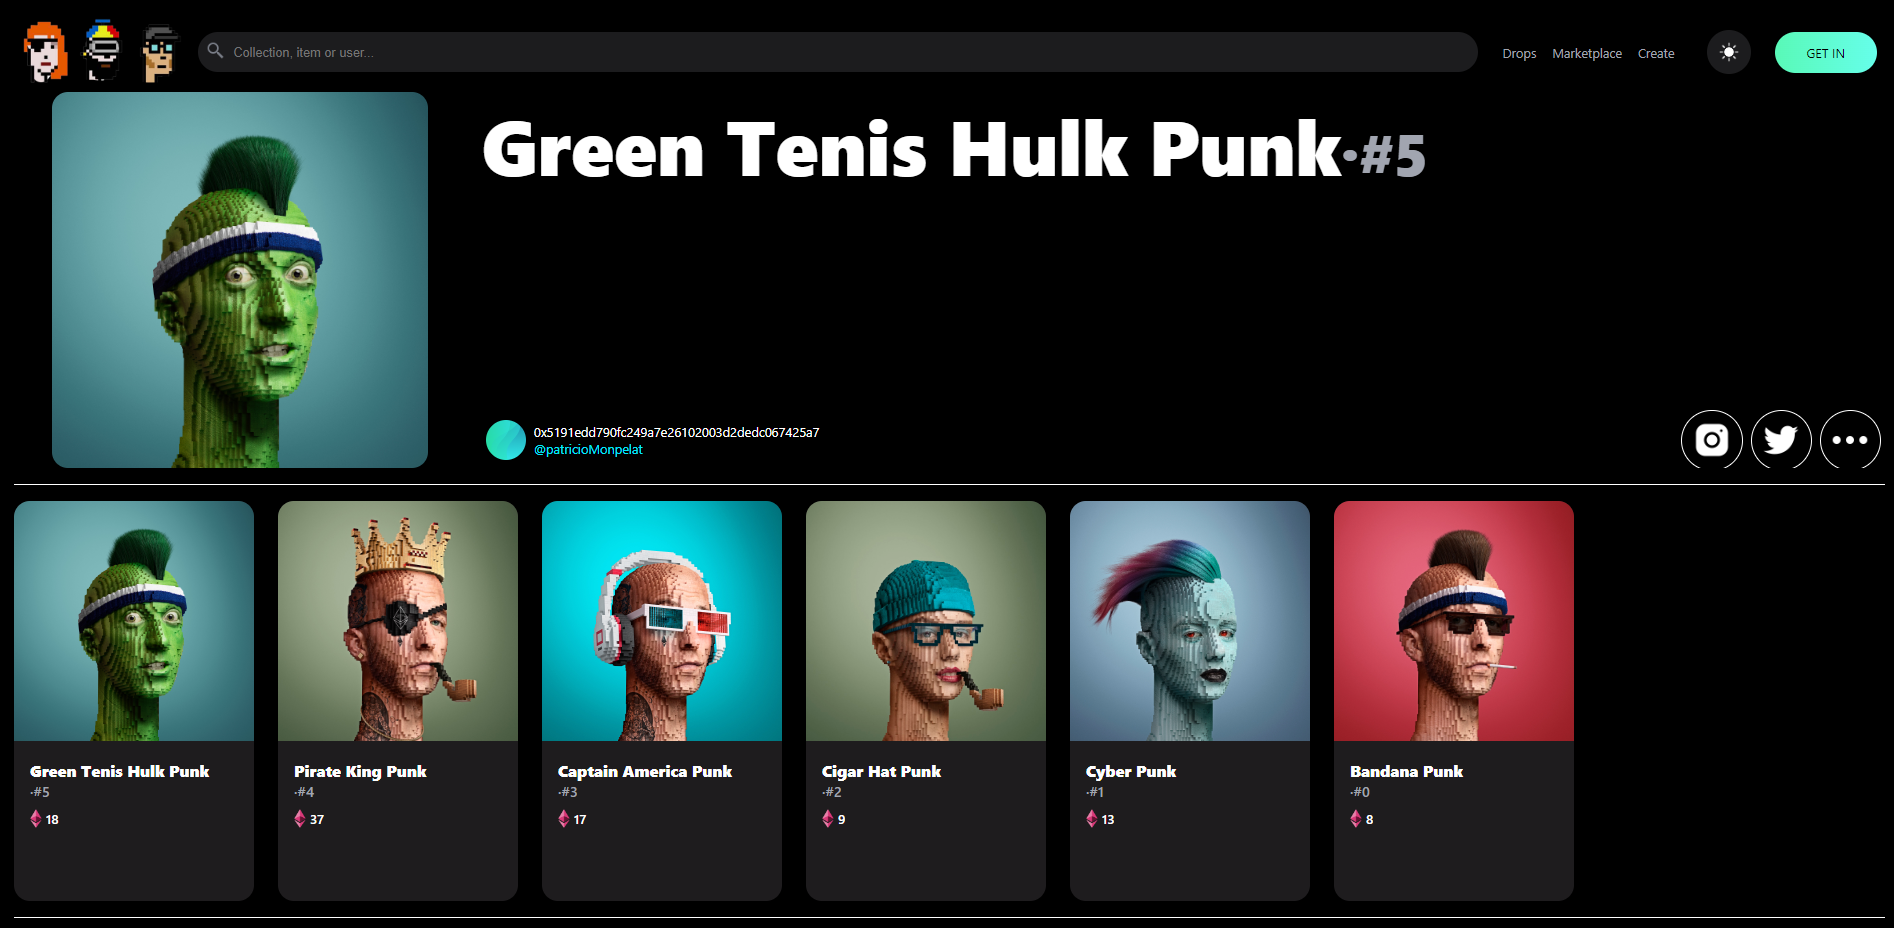 Collection, item or user...
Drops Marketplace Create
GET IN
Green Tenis Hulk Punk·#5
0x5191edd790fc249a7e26102003d2dedc067425a7
@patricioMonpelat
Green Tenis Hulk Punk
·#5
18
Pirate King Punk
·#4
37
Captain America Punk
·#3
17
Cigar Hat Punk
·#2
9
Cyber Punk
·#1
13
Bandana Punk
·#0
8